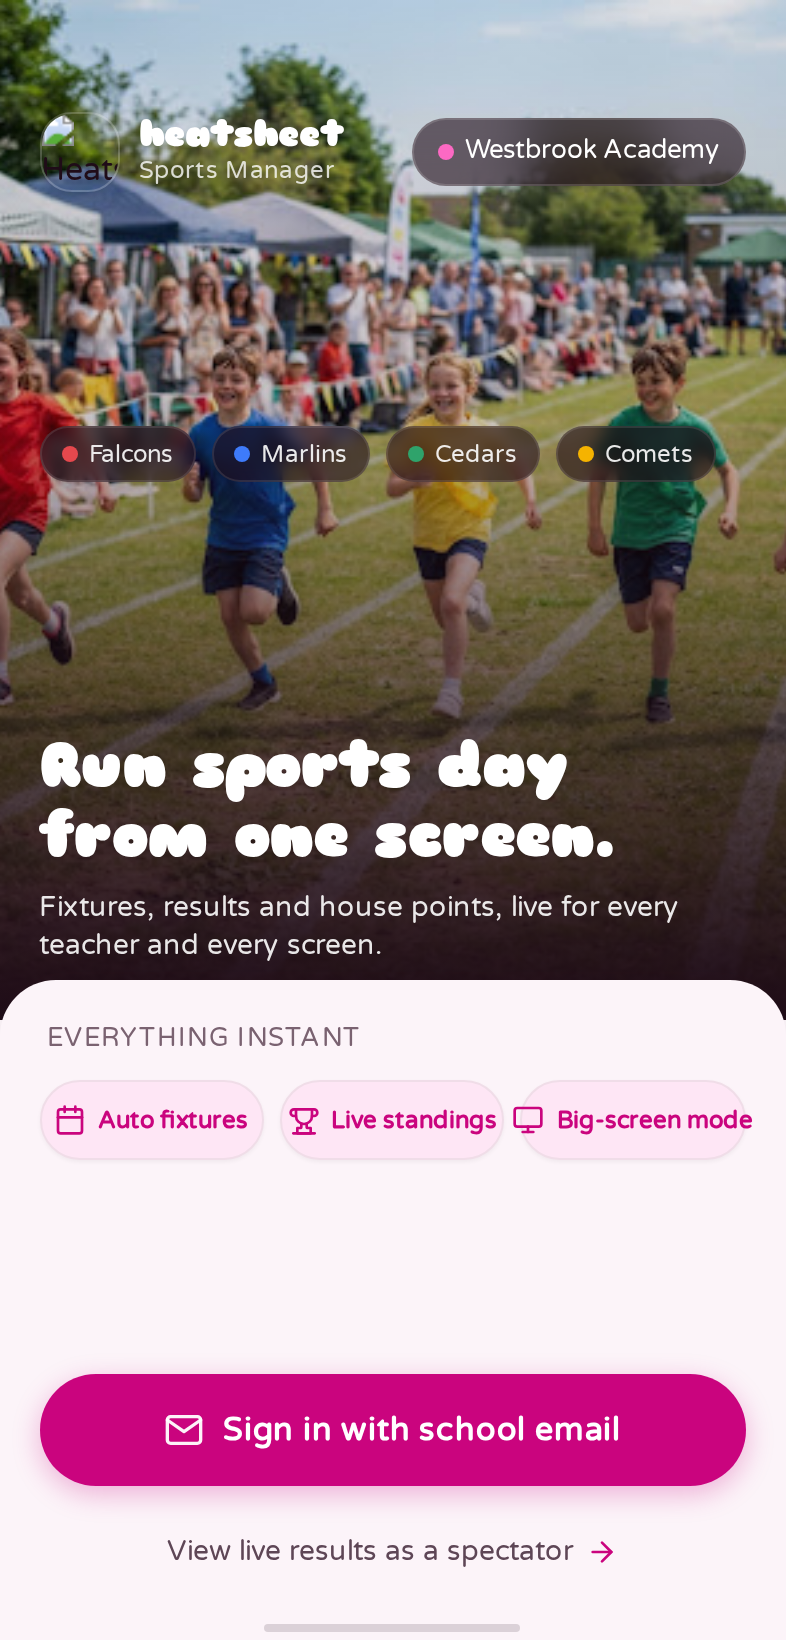 Heat
heatsheet
Sports Manager
Westbrook Academy
Falcons
Marlins
Cedars
Comets
Run sports day
from one screen.
Fixtures, results and house points, live for every
teacher and every screen.
EVERYTHING INSTANT
Auto fixtures
Live standings
Big-screen mode
Sign in with school email
View live results as a spectator